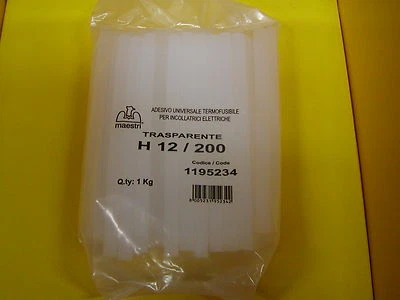 maestri
ADESIVO UNIVERSALE TERMOFUSIBILE
PER INCOLLATRICI ELETTRICHE
TRASPARENTE
H 12 / 200
Codice / Code
1195234
Q.ty: 1 Kg